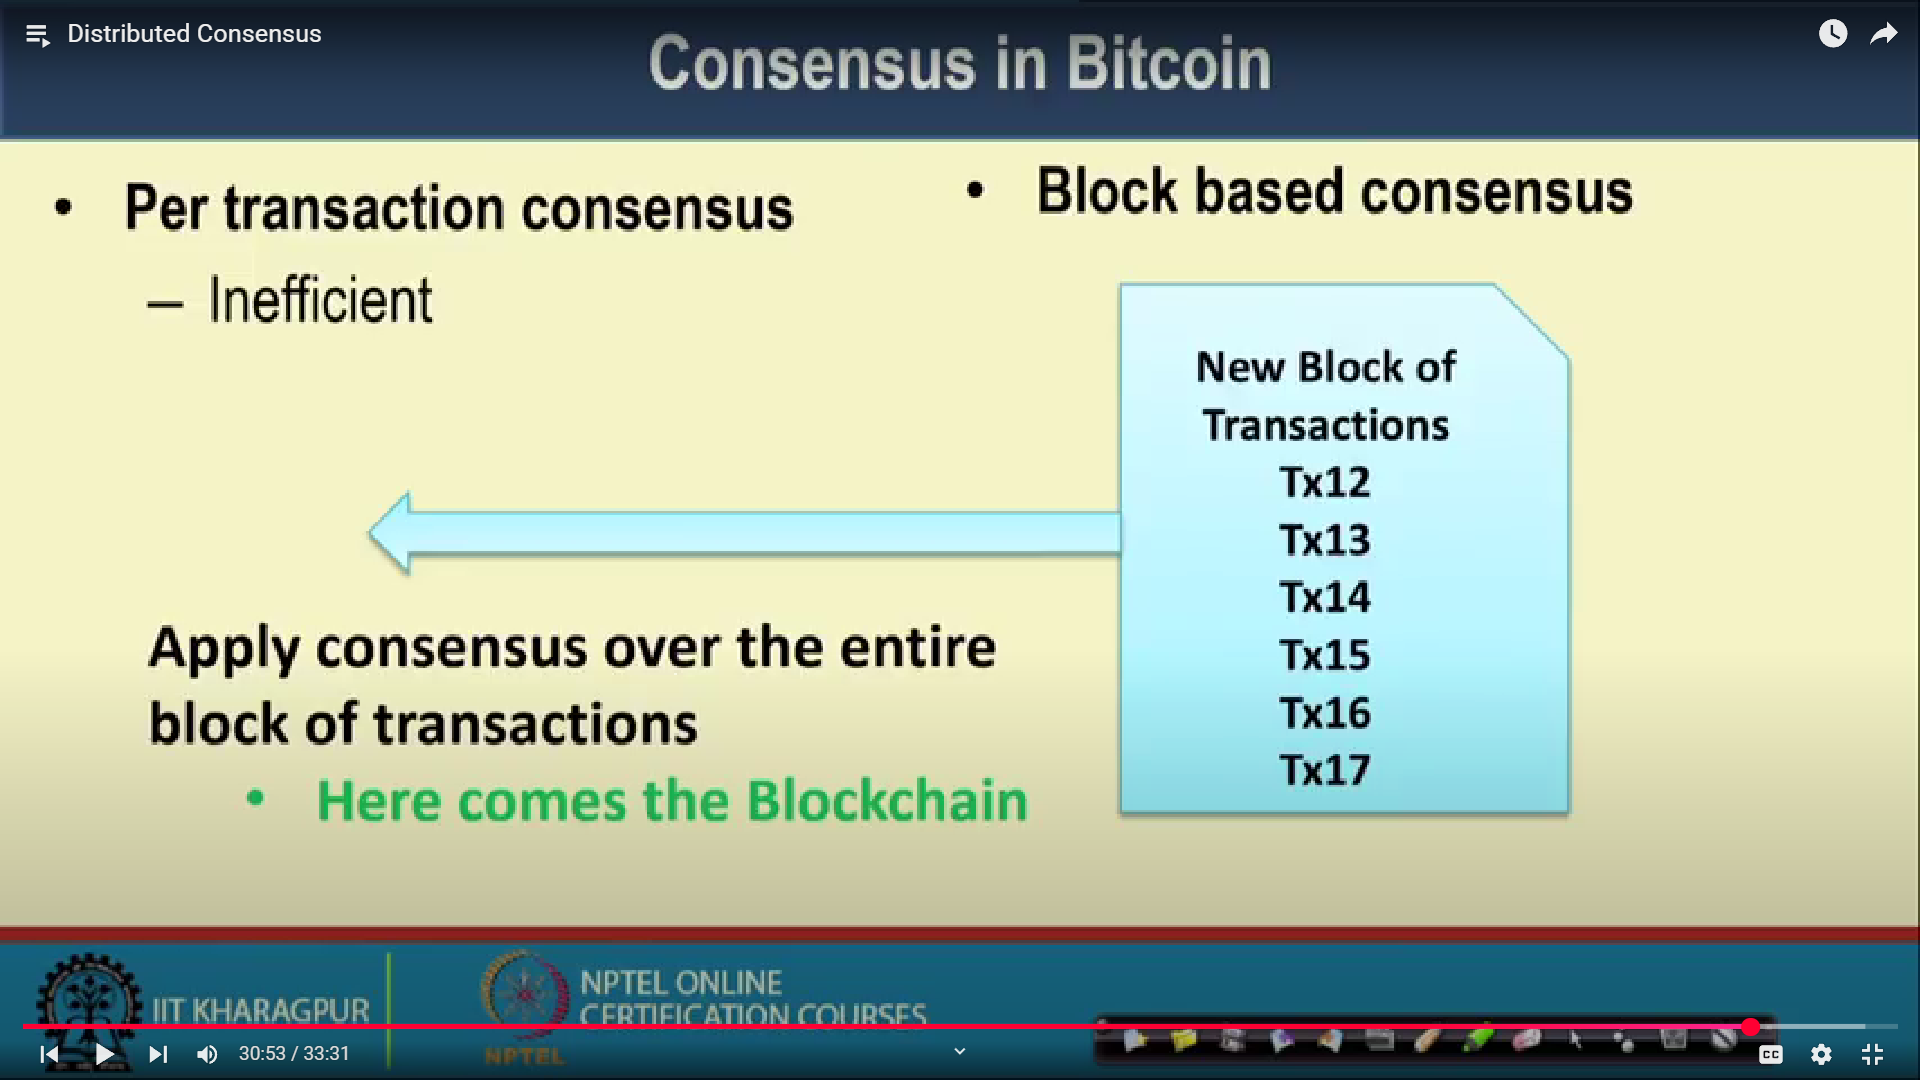 Distributed Consensus
Consensus in Bitcoin
• Per transaction consensus
– Inefficient
• Block based consensus
New Block of
Transactions
Tx12
Tx13
Tx14
Tx15
Tx16
Tx17
Apply consensus over the entire
block of transactions
• Here comes the Blockchain
IIT KHARAGPUR
NPTEL
NPTEL ONLINE
CERTIFICATION COURSES
30:53 / 33:31
CC